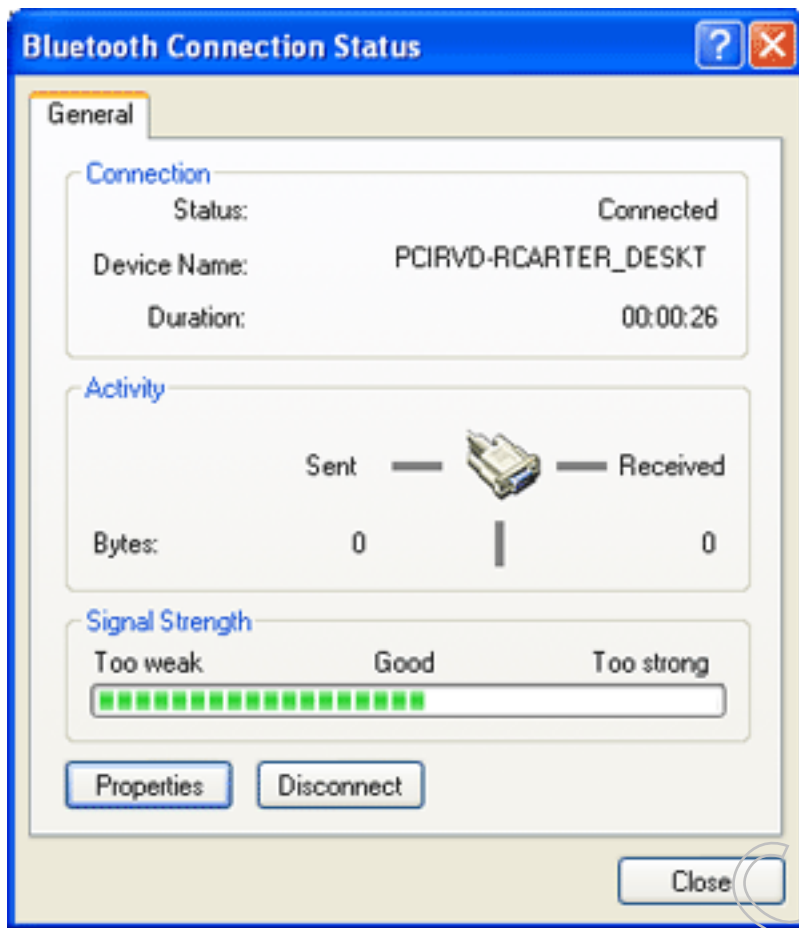 Bluetooth Connection Status ?
General
Connection
Status: Connected
Device Name: PCIRVD-RCARTER_DESKT
Duration: 00:00:26
Activity
Sent Received
Bytes: 0 0
Signal Strength
Too weak Good Too strong
Properties Disconnect
Close